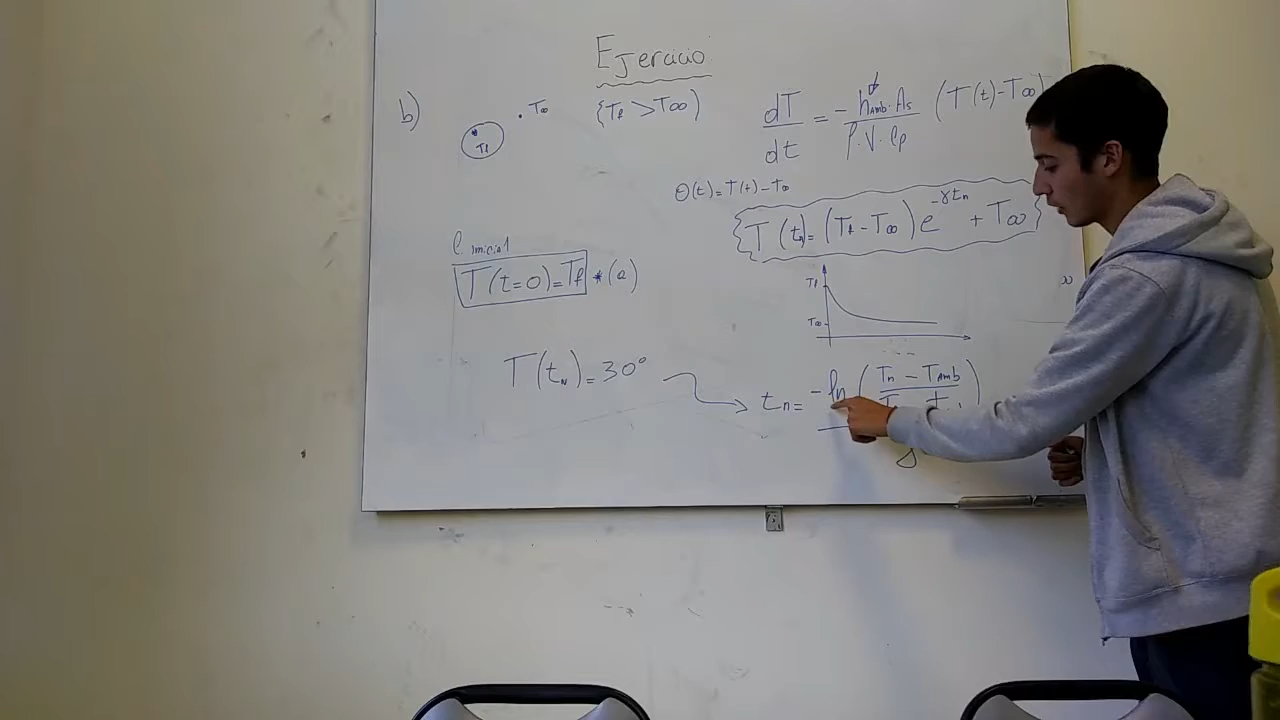 Ejercicio
b)
T∞
{Tf > T∞}
Tf
dT/dt = - hAmb · As / ρ · V · Cp (T(t) - T∞)
Θ(t) = T(t) - T∞
T(tn) = (Tf - T∞) e^-γtn + T∞
C. inicial
T(t=0) = Tf * (a)
Tf
T∞
∞
T(tN) = 30°
tn = -ln (Tn - TAmb